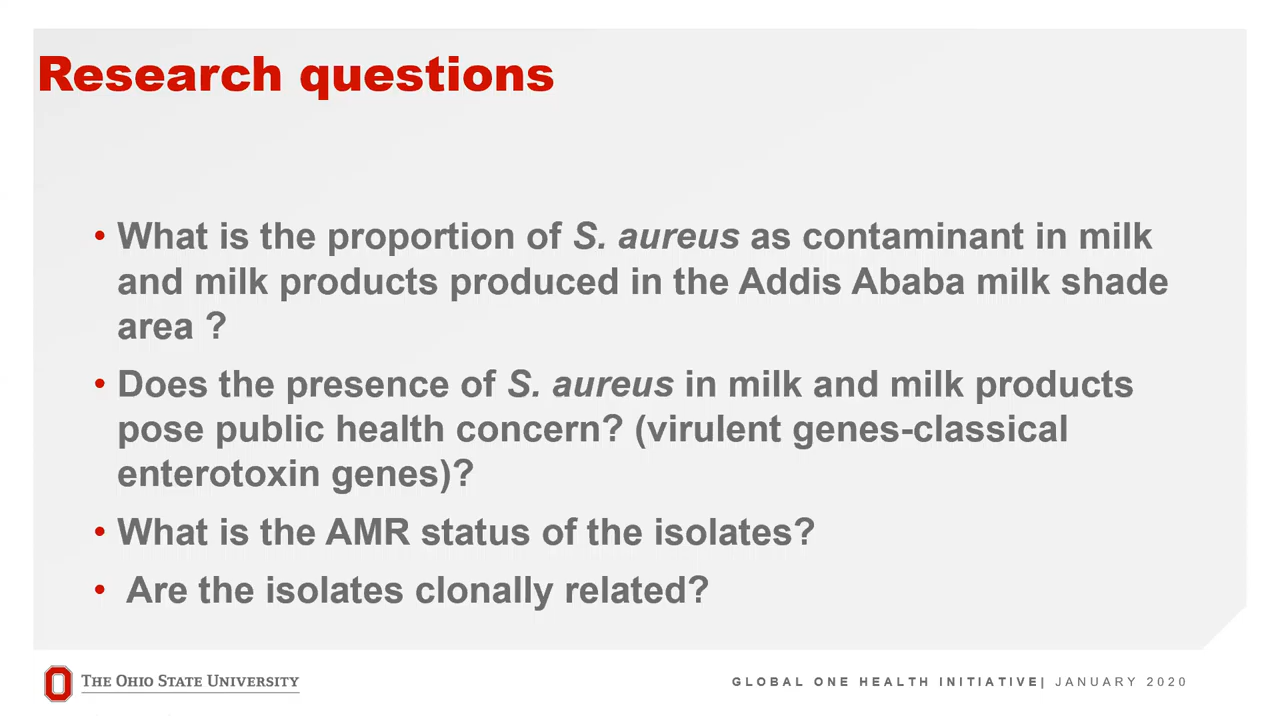 Research questions
• What is the proportion of S. aureus as contaminant in milk
and milk products produced in the Addis Ababa milk shade
area ?
• Does the presence of S. aureus in milk and milk products
pose public health concern? (virulent genes-classical
enterotoxin genes)?
• What is the AMR status of the isolates?
• Are the isolates clonally related?
THE OHIO STATE UNIVERSITY
GLOBAL ONE HEALTH INITIATIVE| JANUARY 2020